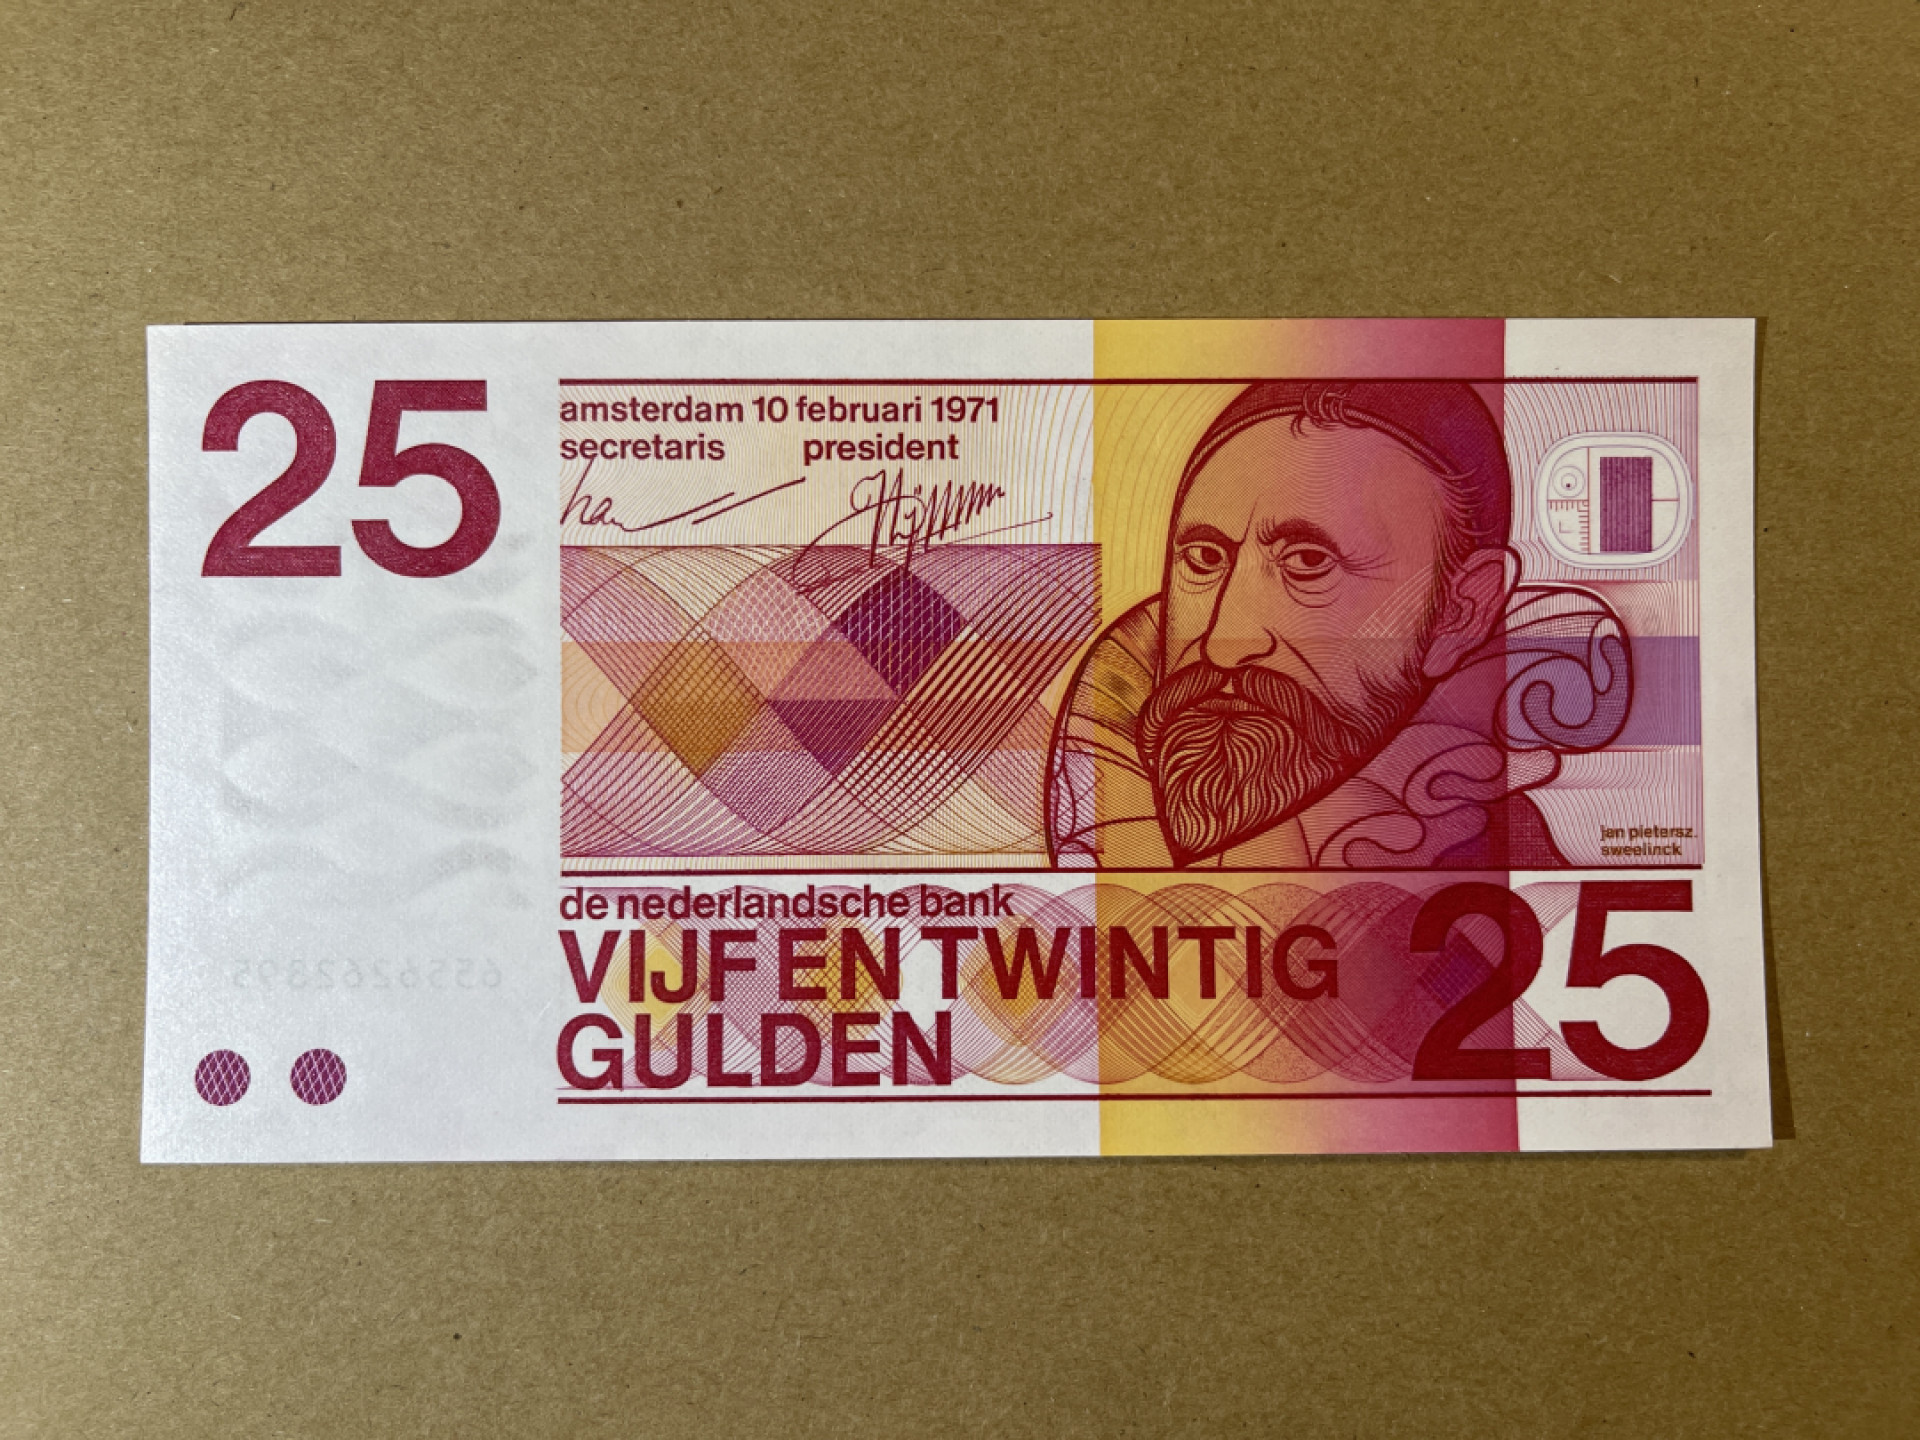 25
amsterdam 10 februari 1971
secretaris president
jan pietersz.
sweelinck
de nederlandsche bank
VIJF EN TWINTIG
GULDEN
25